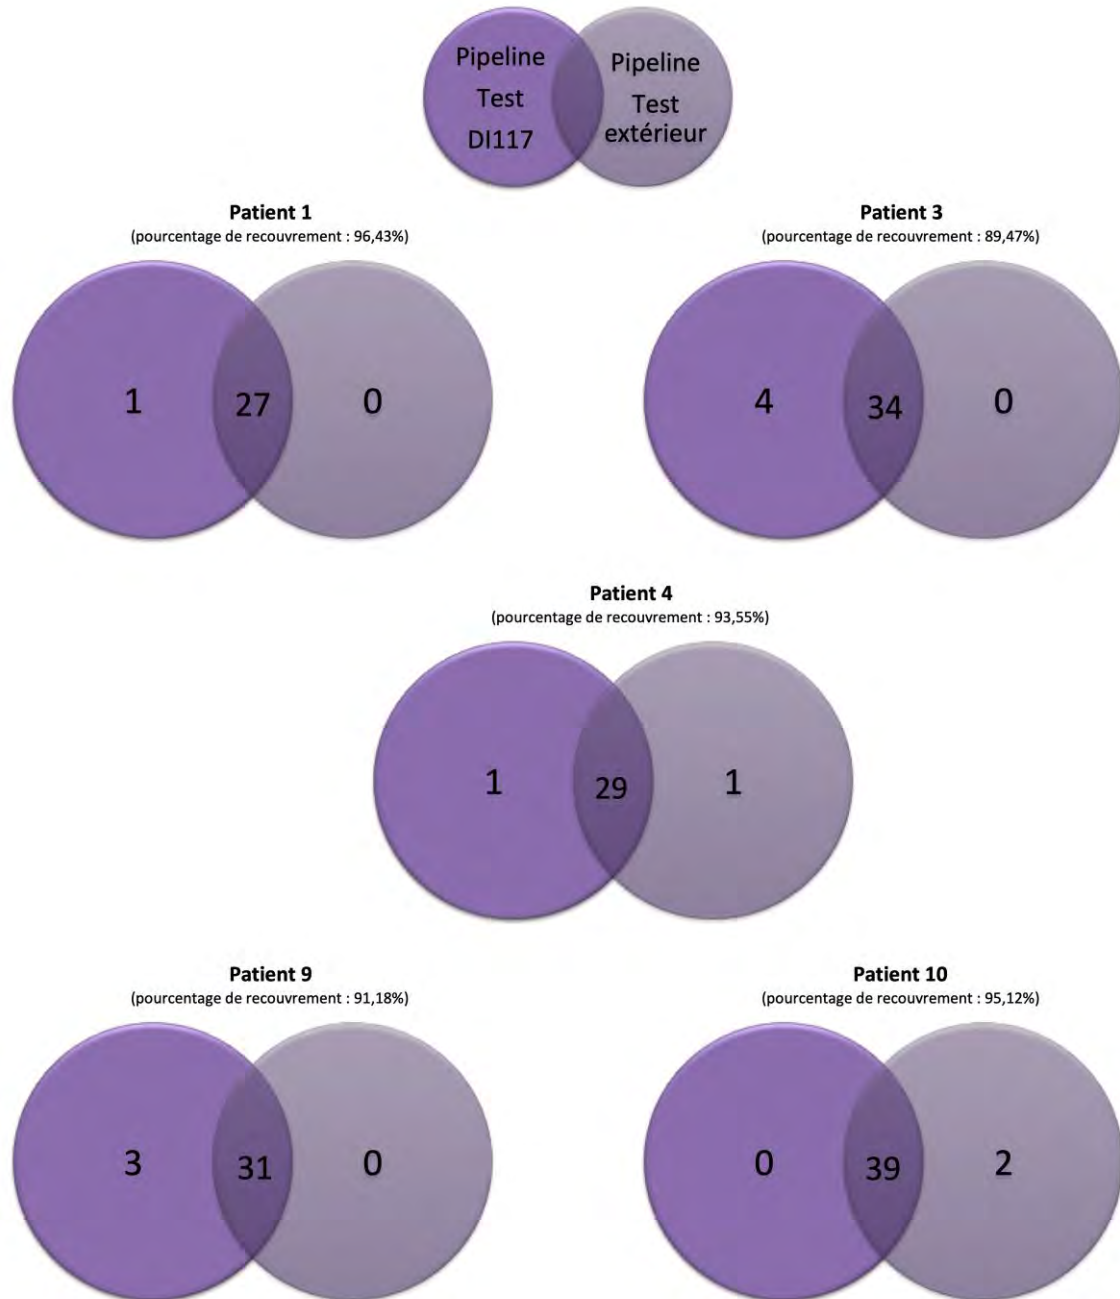 Pipeline
Test
DI117
Pipeline
Test
extérieur
Patient 1
(pourcentage de recouvrement : 96,43%)
1
27
0
Patient 3
(pourcentage de recouvrement : 89,47%)
4
34
0
Patient 4
(pourcentage de recouvrement : 93,55%)
1
29
1
Patient 9
(pourcentage de recouvrement : 91,18%)
3
31
0
Patient 10
(pourcentage de recouvrement : 95,12%)
0
39
2